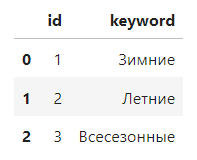 id keyword
0 1 Зимние
1 2 Летние
2 3 Всесезонные